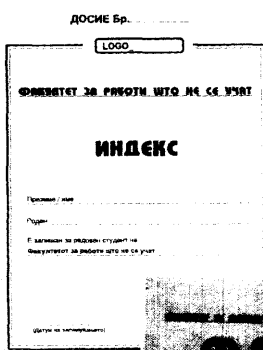 ДОСИЕ Бр.
LOGO
ФАКУЛТЕТ ЗА РАБОТИ ШТО НЕ СЕ УЧАТ
ИНДЕКС
Презиме / име
Роден
Е запишан за редовен студент на
Факултетот за работи што не се учат
(Датум на запишувањето)